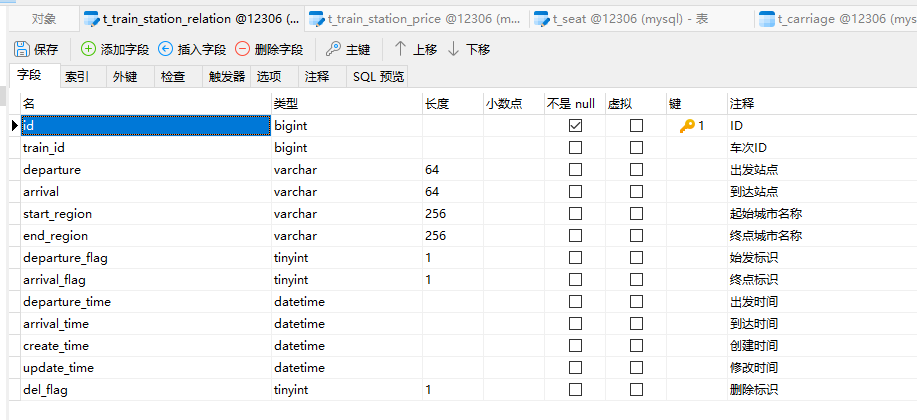 对象 t_train_station_relation @12306 (... t_train_station_price @12306 (m... t_seat @12306 (mysql) - 表 t_carriage @12306 (mys
保存 添加字段 插入字段 删除字段 主键 上移 下移
字段 索引 外键 检查 触发器 选项 注释 SQL 预览
名 类型 长度 小数点 不是 null 虚拟 键 注释
id bigint 1 ID
train_id bigint 车次ID
departure varchar 64 出发站点
arrival varchar 64 到达站点
start_region varchar 256 起始城市名称
end_region varchar 256 终点城市名称
departure_flag tinyint 1 始发标识
arrival_flag tinyint 1 终点标识
departure_time datetime 出发时间
arrival_time datetime 到达时间
create_time datetime 创建时间
update_time datetime 修改时间
del_flag tinyint 1 删除标识